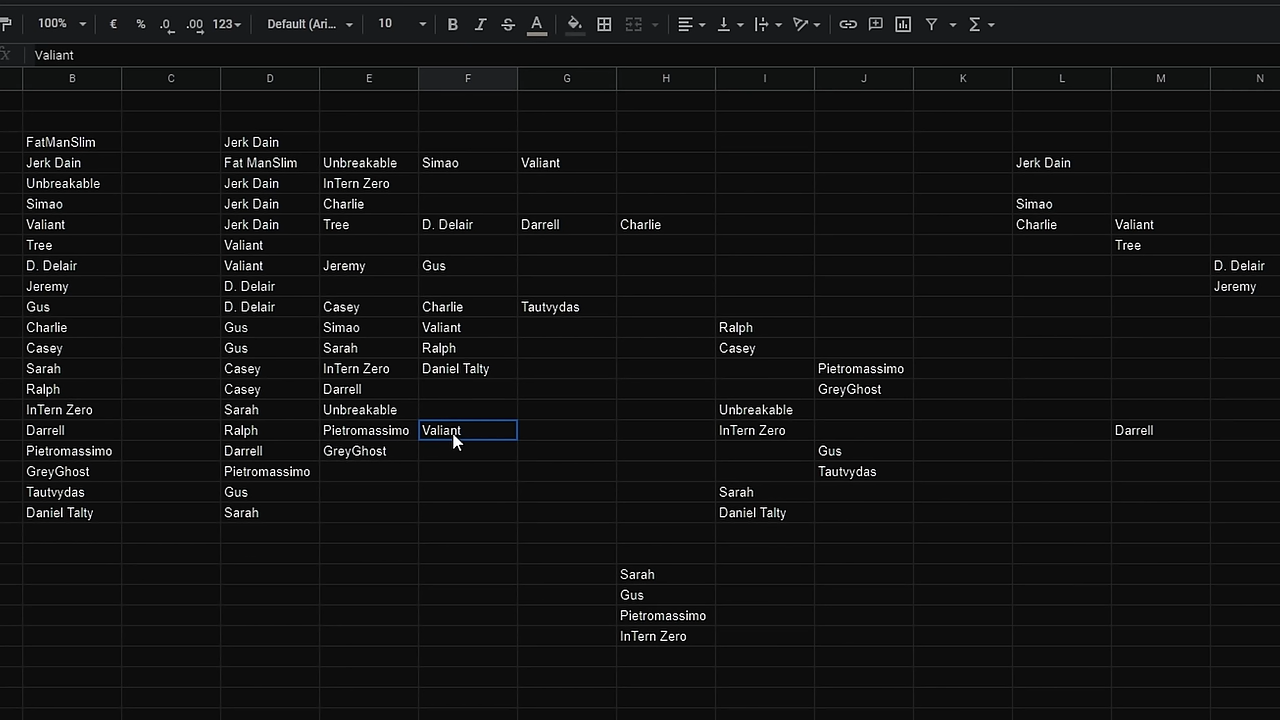 100% € % .0 .00 123 Default (Ari... 10 B I S A
Valiant
B C D E F G H I J K L M N
FatManSlim Jerk Dain
Jerk Dain Fat ManSlim Unbreakable Simao Valiant Jerk Dain
Unbreakable Jerk Dain InTern Zero
Simao Jerk Dain Charlie Simao
Valiant Jerk Dain Tree D. Delair Darrell Charlie Charlie Valiant
Tree Valiant Tree
D. Delair Valiant Jeremy Gus D. Delair
Jeremy D. Delair Jeremy
Gus D. Delair Casey Charlie Tautvydas
Charlie Gus Simao Valiant Ralph
Casey Gus Sarah Ralph Casey
Sarah Casey InTern Zero Daniel Talty Pietromassimo
Ralph Casey Darrell GreyGhost
InTern Zero Sarah Unbreakable Unbreakable
Darrell Ralph Pietromassimo Valiant InTern Zero Darrell
Pietromassimo Darrell GreyGhost Gus
GreyGhost Pietromassimo Tautvydas
Tautvydas Gus Sarah
Daniel Talty Sarah Daniel Talty
Sarah
Gus
Pietromassimo
InTern Zero